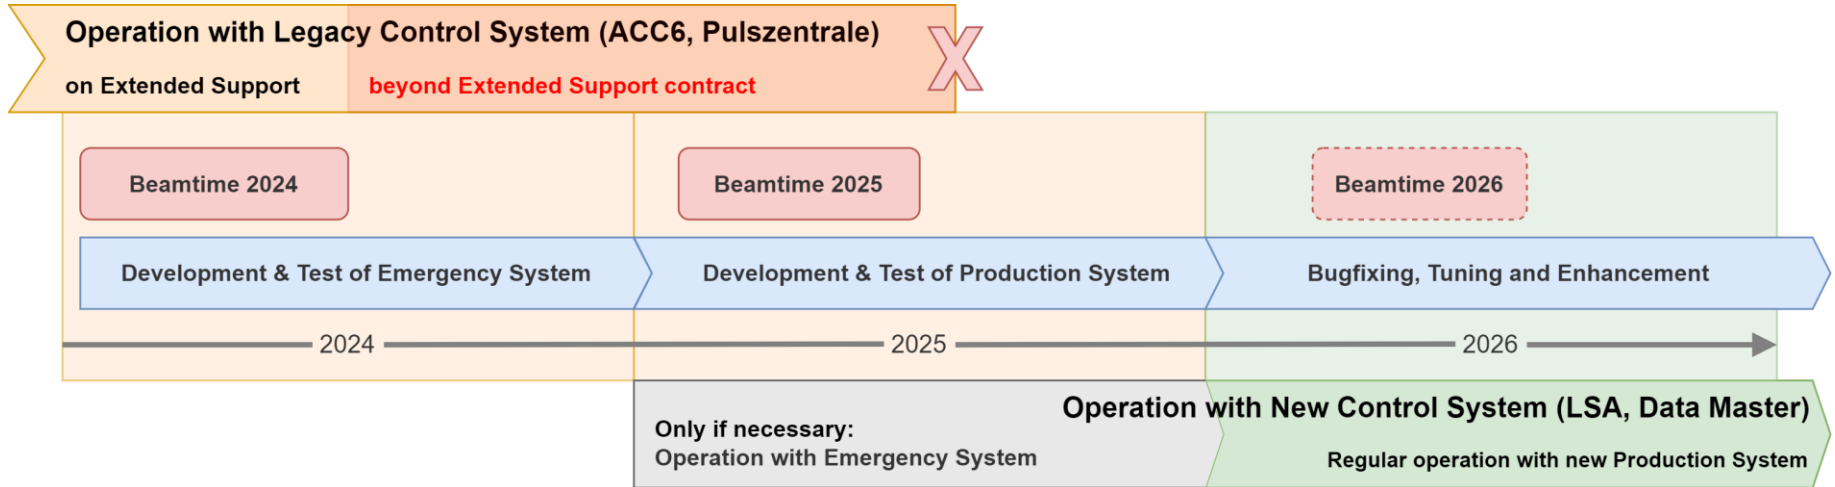 Operation with Legacy Control System (ACC6, Pulszentrale)
on Extended Support
beyond Extended Support contract
X
Beamtime 2024
Beamtime 2025
Beamtime 2026
Development & Test of Emergency System
Development & Test of Production System
Bugfixing, Tuning and Enhancement
2024
2025
2026
Operation with New Control System (LSA, Data Master)
Only if necessary:
Operation with Emergency System
Regular operation with new Production System